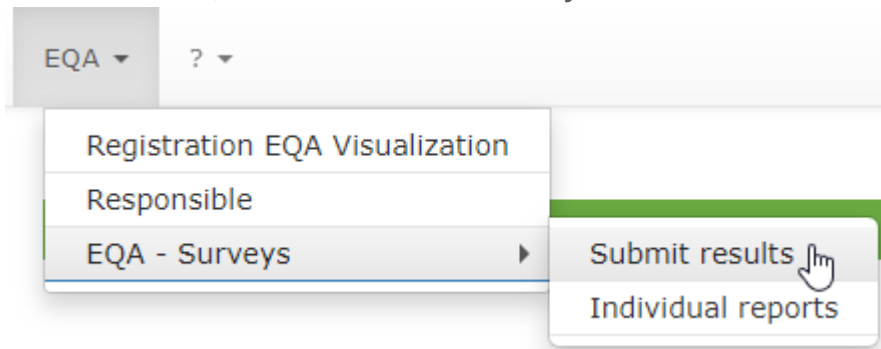 EQA ?
Registration EQA Visualization
Responsible
EQA - Surveys
Submit results
Individual reports